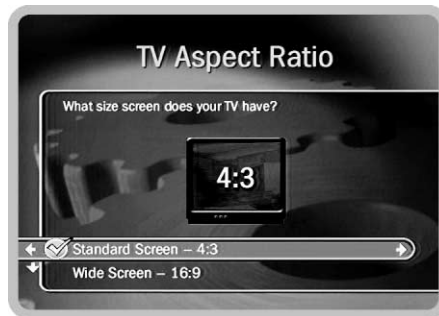 TV Aspect Ratio
What size screen does your TV have?
4:3
Standard Screen – 4:3
Wide Screen – 16:9